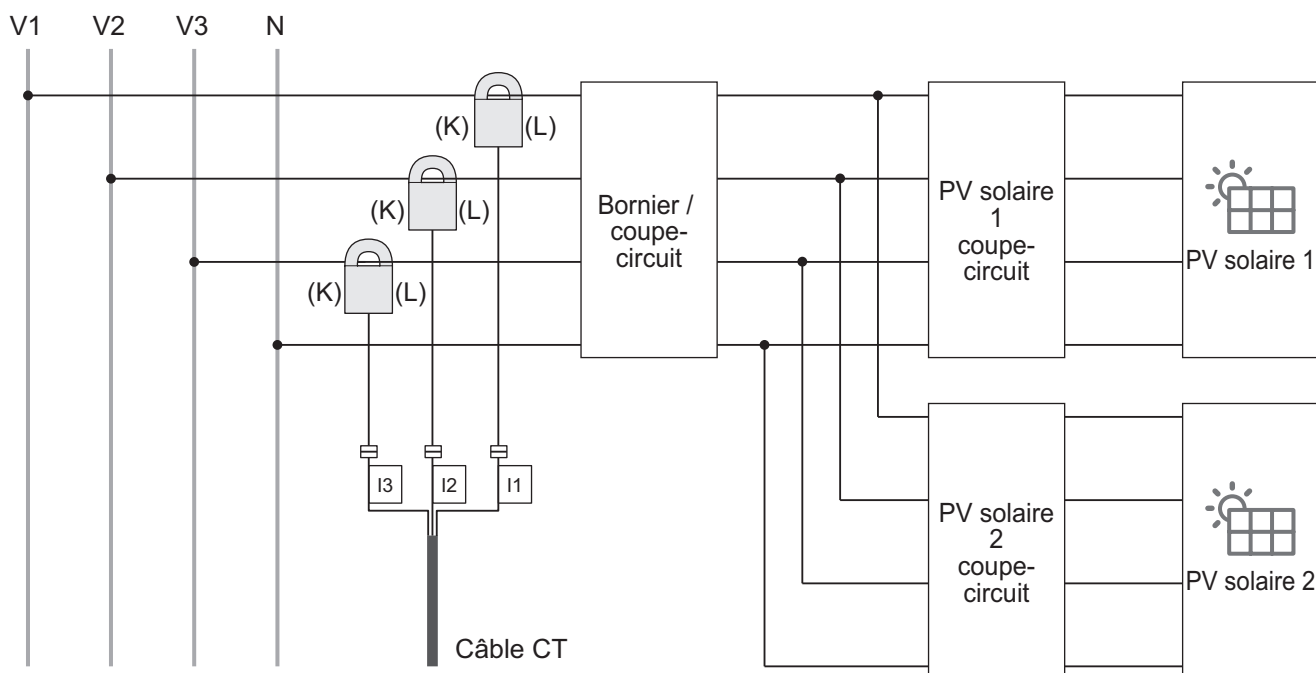 V1 V2 V3 N
(K) (L)
(K) (L)
(K) (L)
Bornier /
coupe-
circuit
PV solaire
1
coupe-
circuit
PV solaire 1
I3 I2 I1
Câble CT
PV solaire
2
coupe-
circuit
PV solaire 2